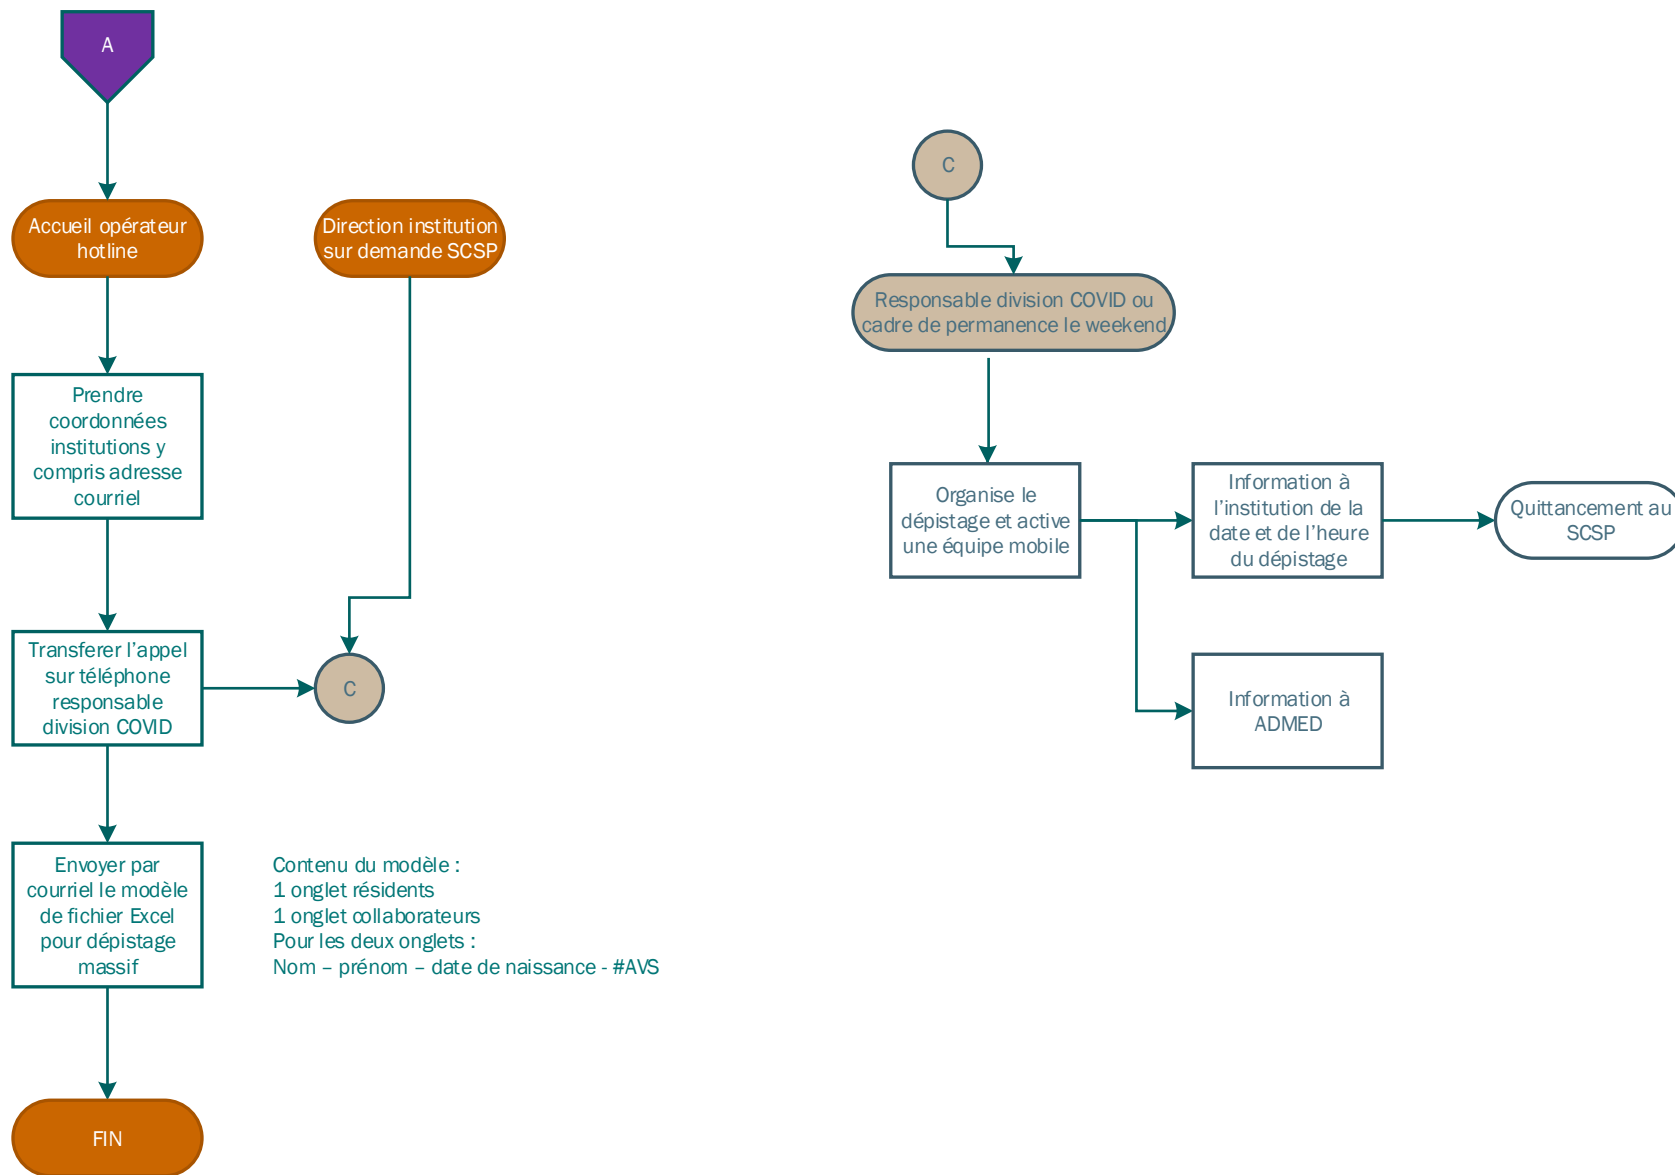 A
Accueil opérateur
hotline
Direction institution
sur demande SCSP
Prendre
coordonnées
institutions y
compris adresse
courriel
Transferer l'appel
sur téléphone
responsable
division COVID
C
Envoyer par
courriel le modèle
de fichier Excel
pour dépistage
massif
Contenu du modèle :
1 onglet résidents
1 onglet collaborateurs
Pour les deux onglets :
Nom – prénom – date de naissance - #AVS
FIN
C
Responsable division COVID ou
cadre de permanence le weekend
Organise le
dépistage et active
une équipe mobile
Information à
l'institution de la
date et de l'heure
du dépistage
Quittancement au
SCSP
Information à
ADMED